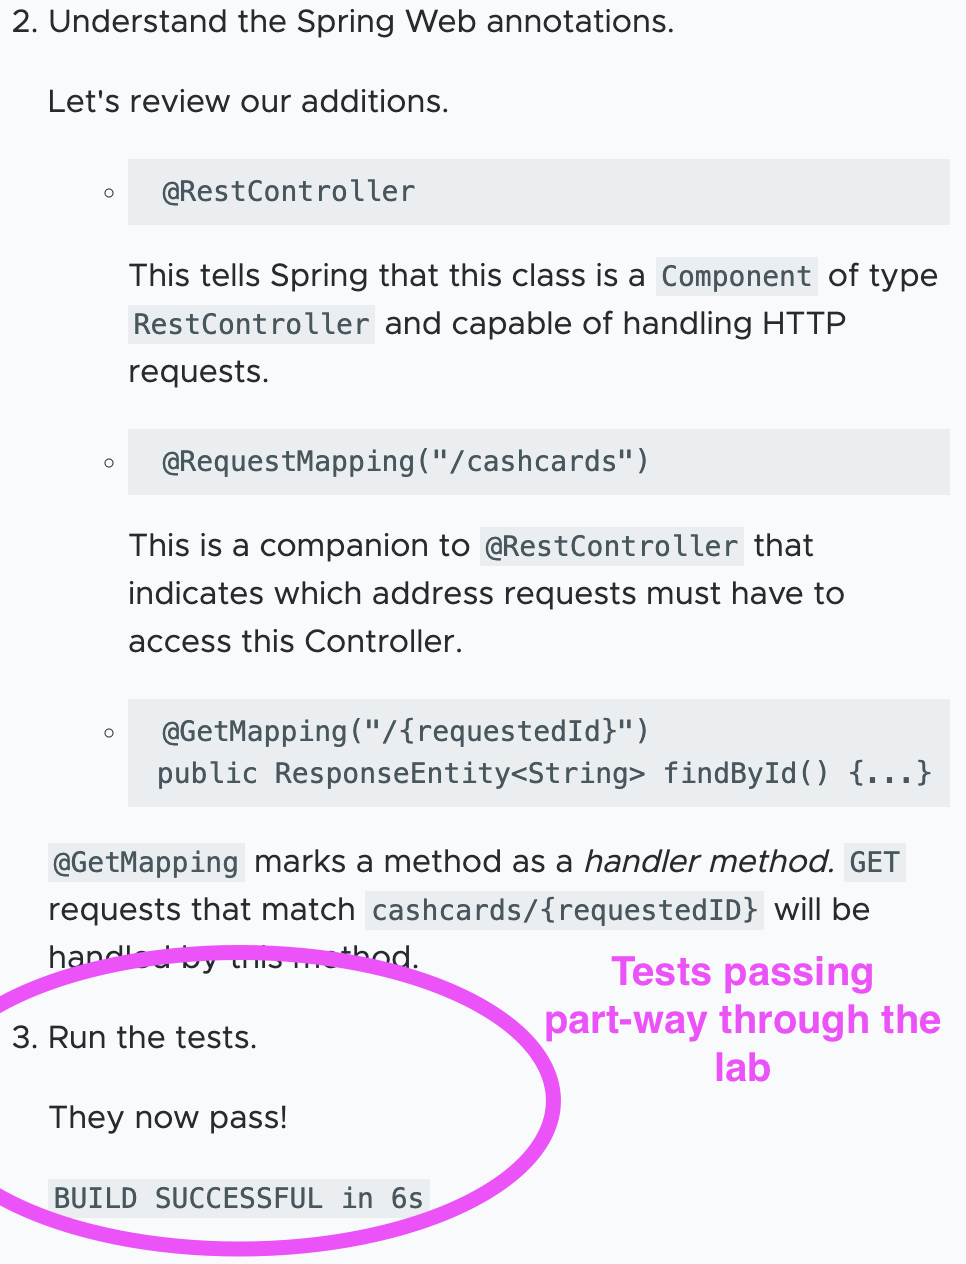 2. Understand the Spring Web annotations.
Let's review our additions.
@RestController
This tells Spring that this class is a Component of type
RestController and capable of handling HTTP
requests.
@RequestMapping("/cashcards")
This is a companion to @RestController that
indicates which address requests must have to
access this Controller.
@GetMapping("/{requestedId}")
public ResponseEntity<String> findById() {...}
@GetMapping marks a method as a handler method. GET
requests that match cashcards/{requestedID} will be
handled by this method.
Tests passing
part-way through the
lab
3. Run the tests.
They now pass!
BUILD SUCCESSFUL in 6s